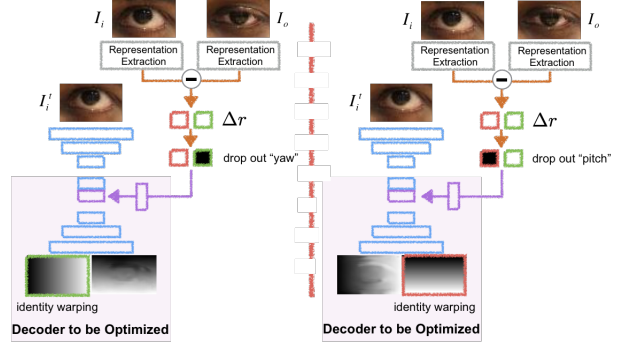 I_i I_o
Representation Extraction
Representation Extraction
I_i^t
Δr
drop out "yaw"
identity warping
Decoder to be Optimized
I_i I_o
Representation Extraction
Representation Extraction
I_i^t
Δr
drop out "pitch"
identity warping
Decoder to be Optimized